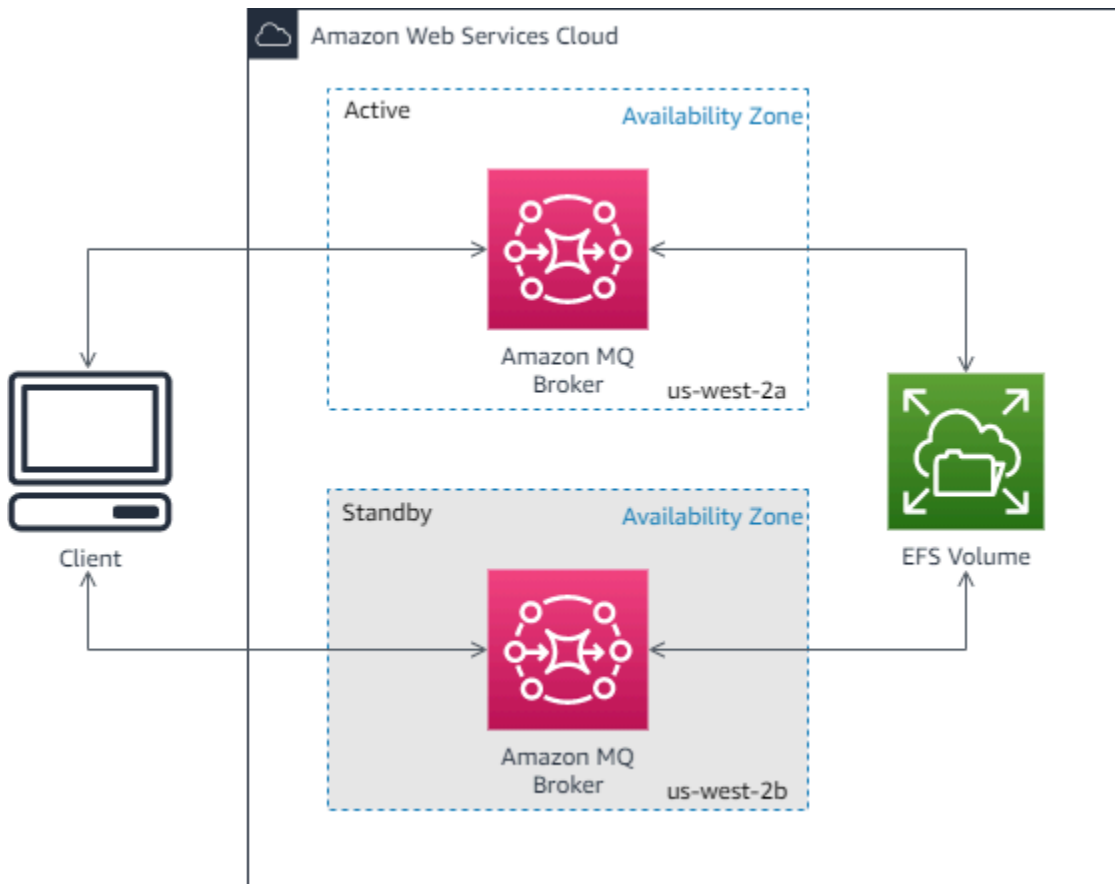 Amazon Web Services Cloud
Active
Availability Zone
Amazon MQ
Broker
us-west-2a
Client
EFS Volume
Standby
Availability Zone
Amazon MQ
Broker
us-west-2b